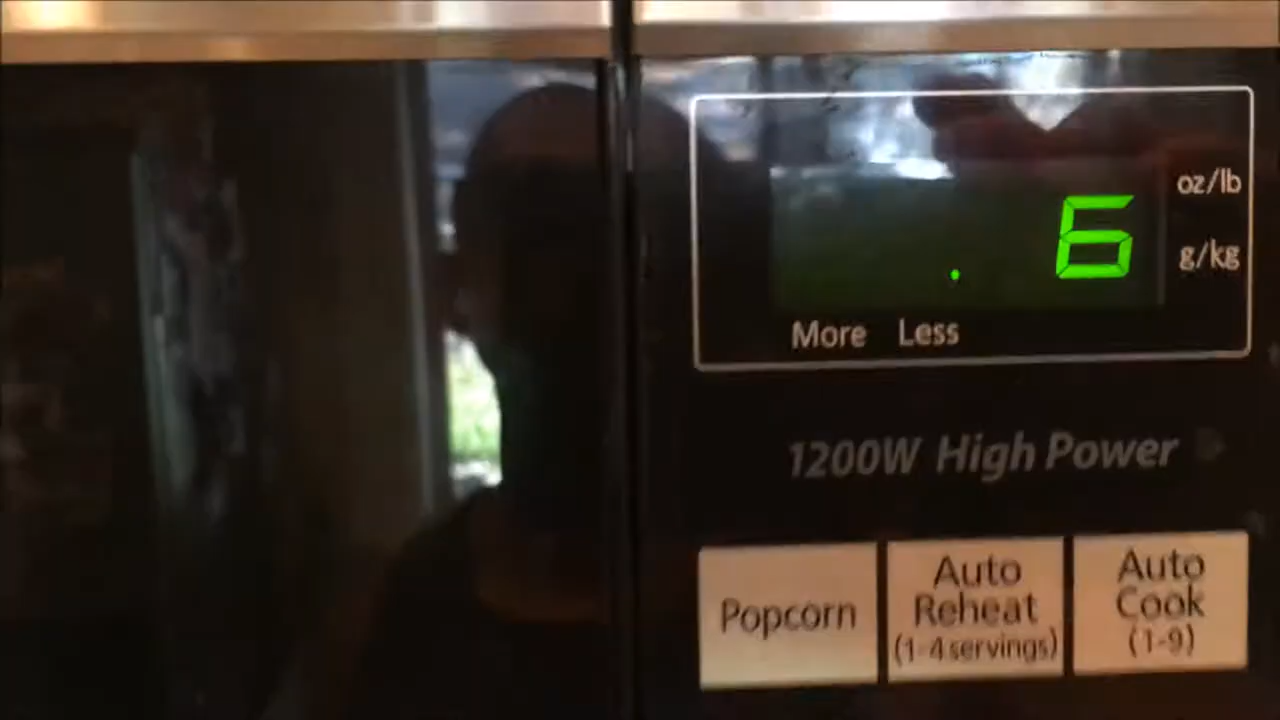 . 6
oz/lb
g/kg
More Less
1200W High Power
Popcorn
Auto
Reheat
(1-4 servings)
Auto
Cook
(1-9)